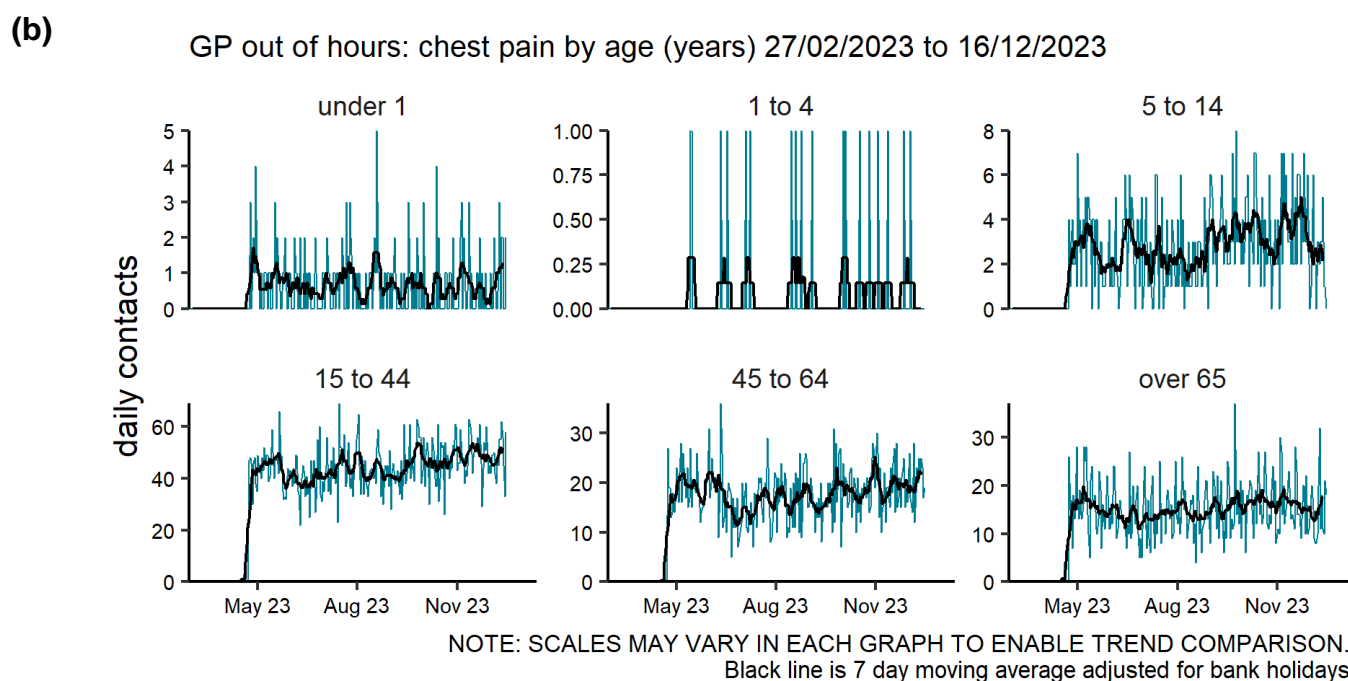 (b)
GP out of hours: chest pain by age (years) 27/02/2023 to 16/12/2023
daily contacts
under 1
5
4
3
2
1
0
1 to 4
1.00
0.75
0.50
0.25
0.00
5 to 14
8
6
4
2
0
15 to 44
60
40
20
0
May 23 Aug 23 Nov 23
45 to 64
30
20
10
0
May 23 Aug 23 Nov 23
over 65
30
20
10
0
May 23 Aug 23 Nov 23
NOTE: SCALES MAY VARY IN EACH GRAPH TO ENABLE TREND COMPARISON.
Black line is 7 day moving average adjusted for bank holidays